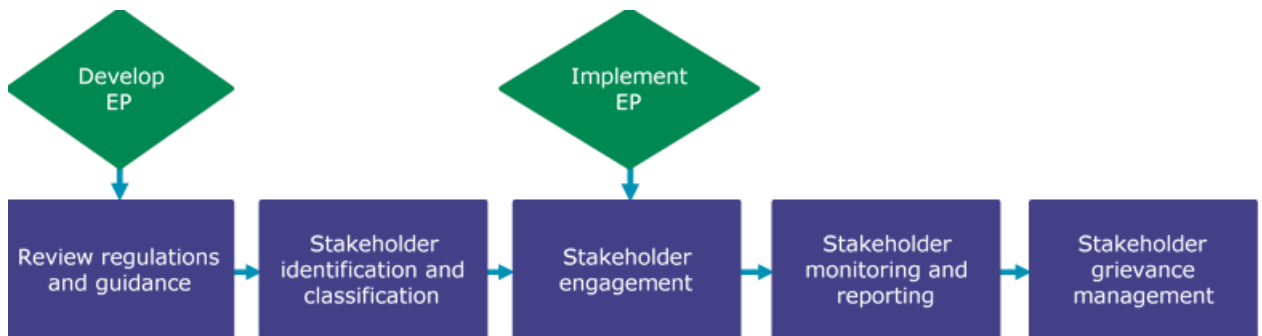 Develop
EP
Implement
EP
Review regulations
and guidance
Stakeholder
identification and
classification
Stakeholder
engagement
Stakeholder
monitoring and
reporting
Stakeholder
grievance
management